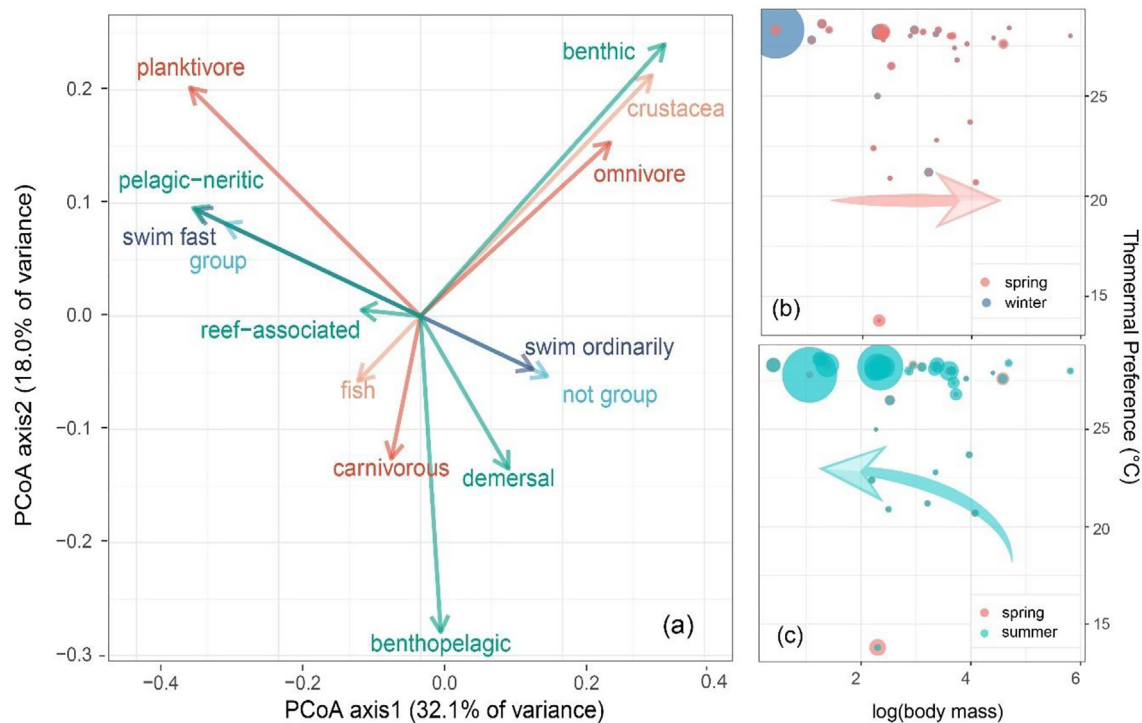 (a)
PCoA axis2 (18.0% of variance)
0.2
0.1
0.0
−0.1
−0.2
−0.3
planktivore
benthic
crustacea
omnivore
pelagic−neritic
swim fast
group
reef−associated
swim ordinarily
fish
not group
carnivorous
demersal
benthopelagic
−0.4
−0.2
0.0
0.2
0.4
PCoA axis1 (32.1% of variance)
(b)
spring
winter
25
20
15
Themermal Preference (°C)
(c)
spring
summer
25
20
15
2
4
6
log(body mass)